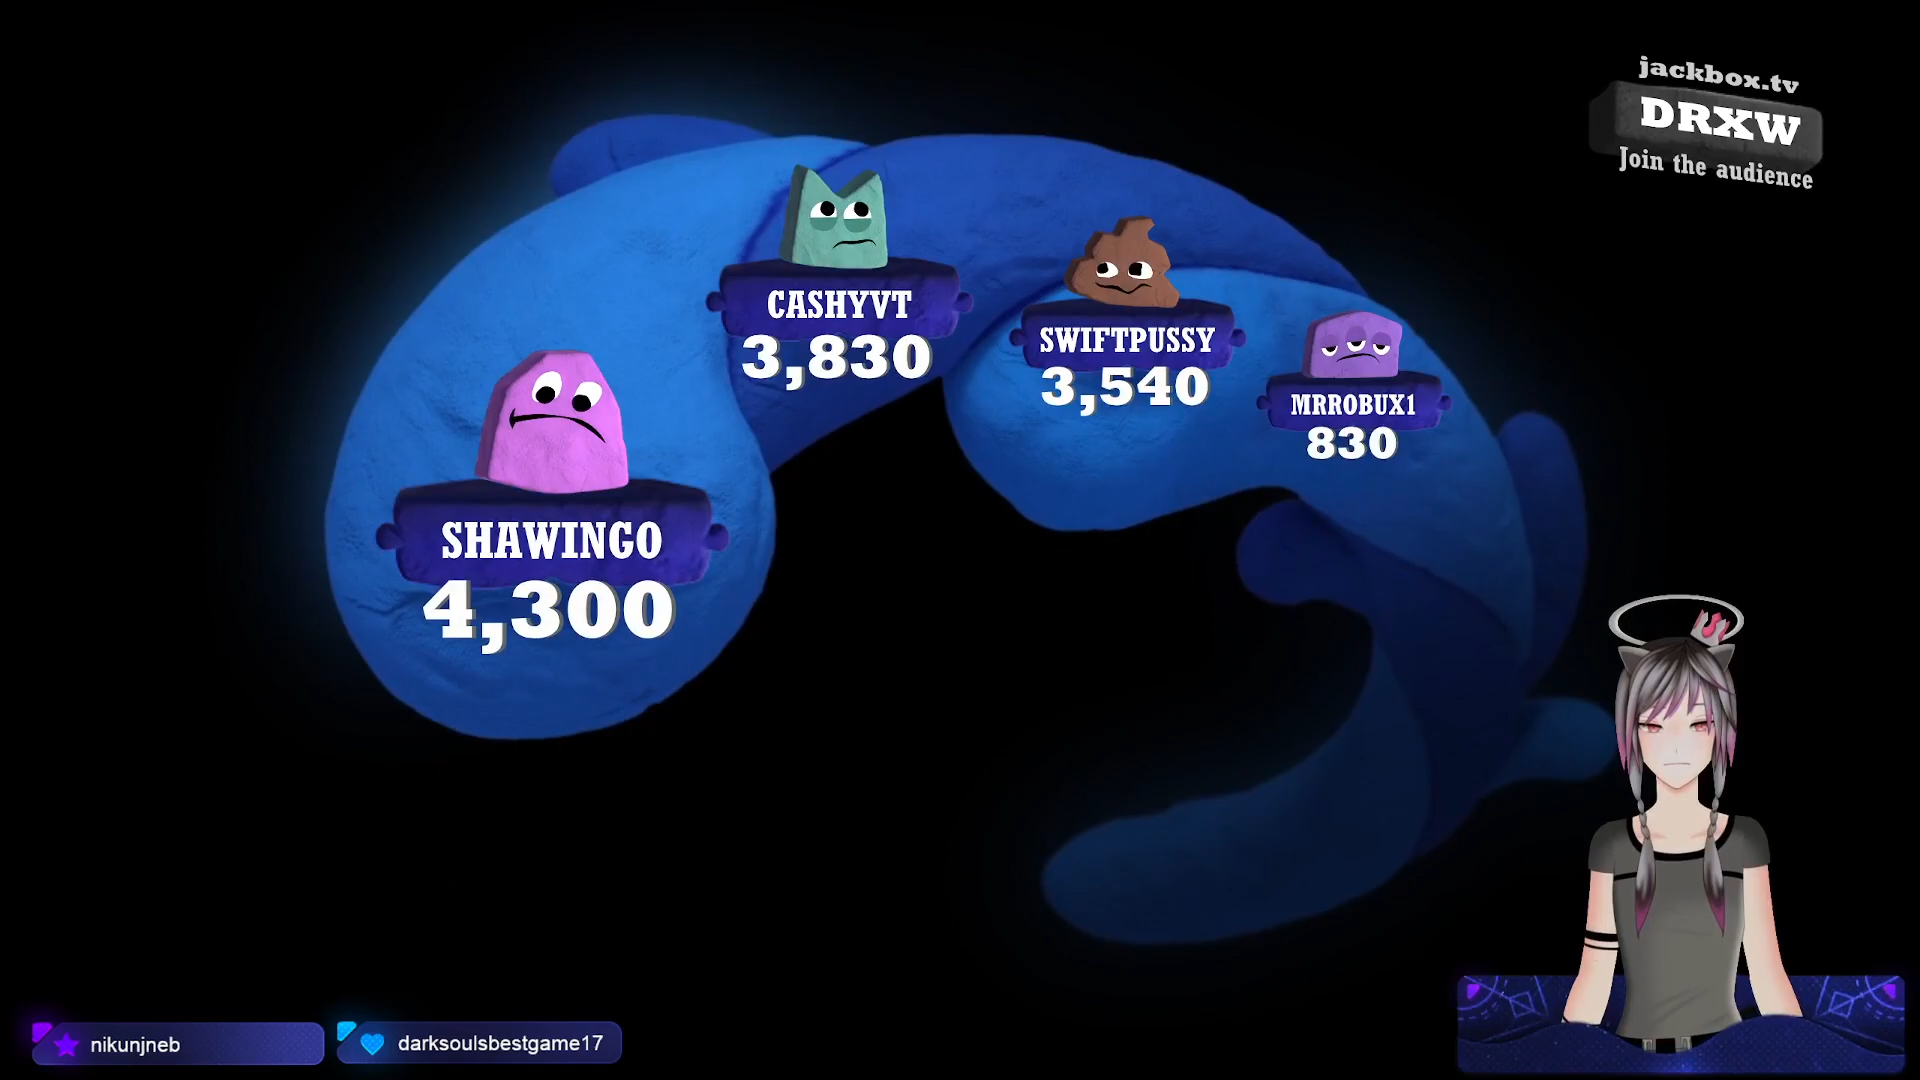 jackbox.tv
DRXW
Join the audience
CASHYVT
3,830
SWIFTPUSSY
3,540
MRROBUX1
830
SHAWINGO
4,300
nikunjneb
darksoulsbestgame17